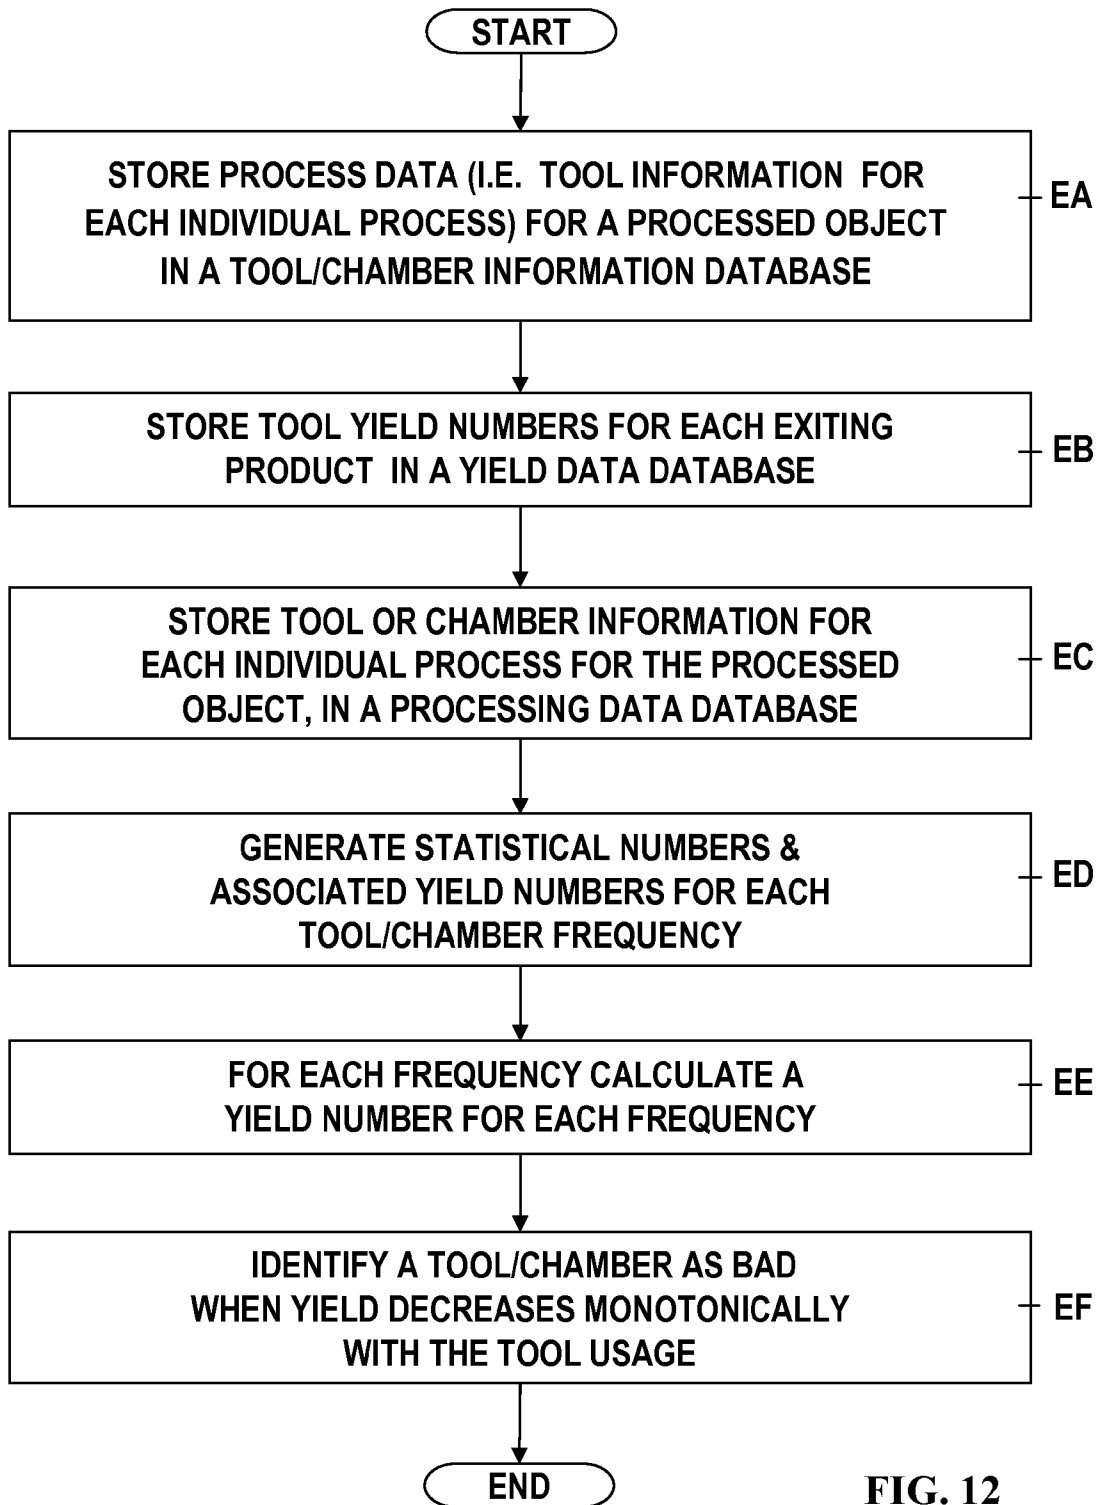 START
STORE PROCESS DATA (I.E. TOOL INFORMATION FOR
EACH INDIVIDUAL PROCESS) FOR A PROCESSED OBJECT
IN A TOOL/CHAMBER INFORMATION DATABASE
EA
STORE TOOL YIELD NUMBERS FOR EACH EXITING
PRODUCT IN A YIELD DATA DATABASE
EB
STORE TOOL OR CHAMBER INFORMATION FOR
EACH INDIVIDUAL PROCESS FOR THE PROCESSED
OBJECT, IN A PROCESSING DATA DATABASE
EC
GENERATE STATISTICAL NUMBERS &
ASSOCIATED YIELD NUMBERS FOR EACH
TOOL/CHAMBER FREQUENCY
ED
FOR EACH FREQUENCY CALCULATE A
YIELD NUMBER FOR EACH FREQUENCY
EE
IDENTIFY A TOOL/CHAMBER AS BAD
WHEN YIELD DECREASES MONOTONICALLY
WITH THE TOOL USAGE
EF
END
FIG. 12